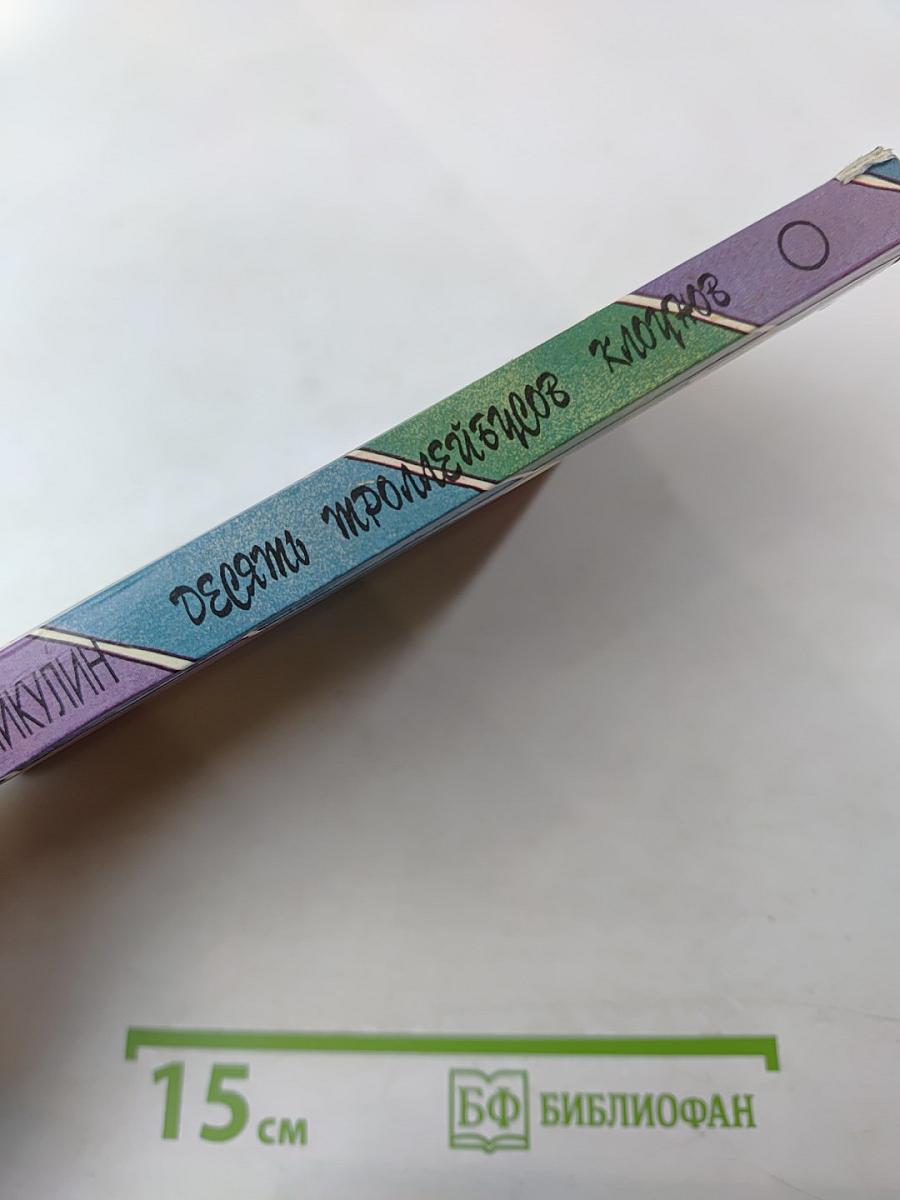 ИКУЛИН ДЕСЯТЬ ТРОЛЛЕЙБУСОВ КЛОУНОВ
15 см
БФ БИБЛИОФАН